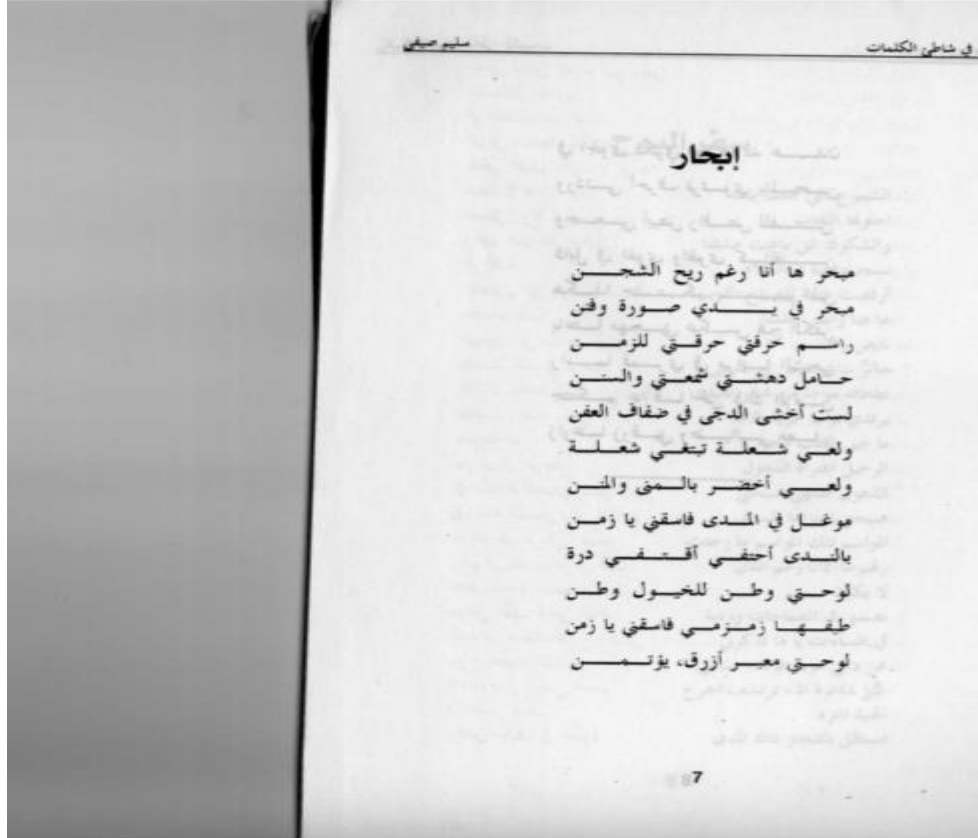 في شاطئ الكلمات
سليم صيفي
إبحار
مبحر ها أنا رغم ريح الشجن
مبحر في يدي صورة وفنن
راسم حرقتي حرقتي للزمن
حامل دهشتي شمعتي والسنن
لست أخشى الدجى في ضفاف العفن
ولعي شعلة تبتغي شعلة
ولعي أخضر بالمنى والمنن
موغل في المدى فاسقني يا زمن
بالندى أحتفي أقتفي درة
لوحتي وطن للخيول وطن
طيفها زمزمي فاسقني يا زمن
لوحتي معبر أزرق، يؤتمن
7